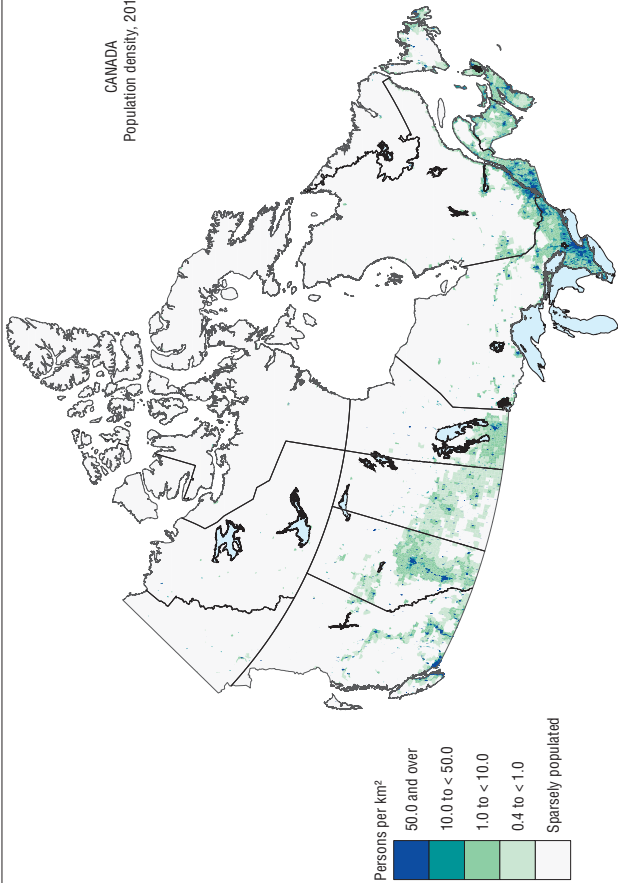 CANADA
Population density, 201
Persons per km²
50.0 and over
10.0 to < 50.0
1.0 to < 10.0
0.4 to < 1.0
Sparsely populated